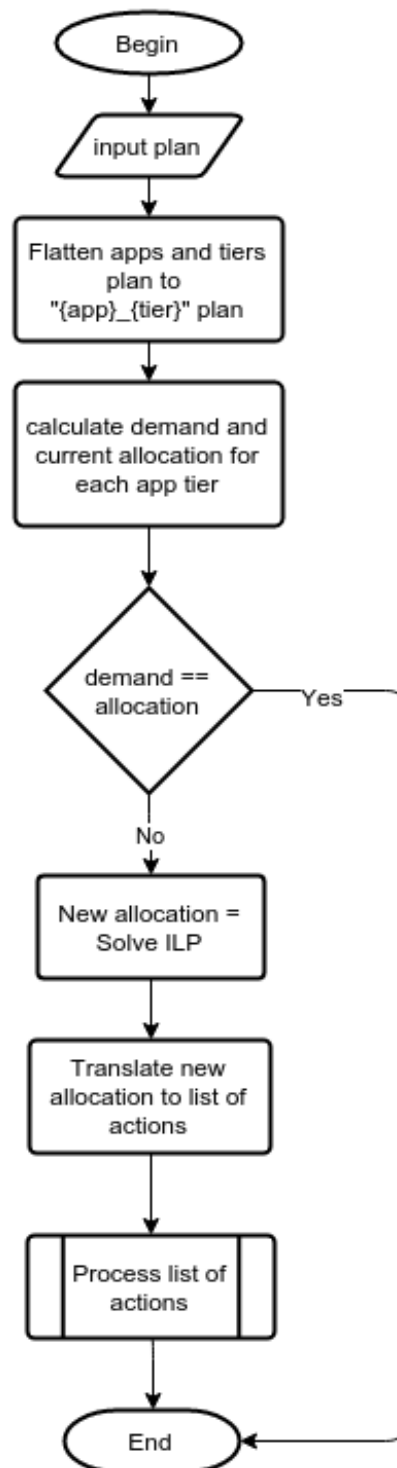 Begin
input plan
Flatten apps and tiers
plan to
"{app}_{tier}" plan
calculate demand and
current allocation for
each app tier
demand ==
allocation
Yes
No
New allocation =
Solve ILP
Translate new
allocation to list of
actions
Process list of
actions
End